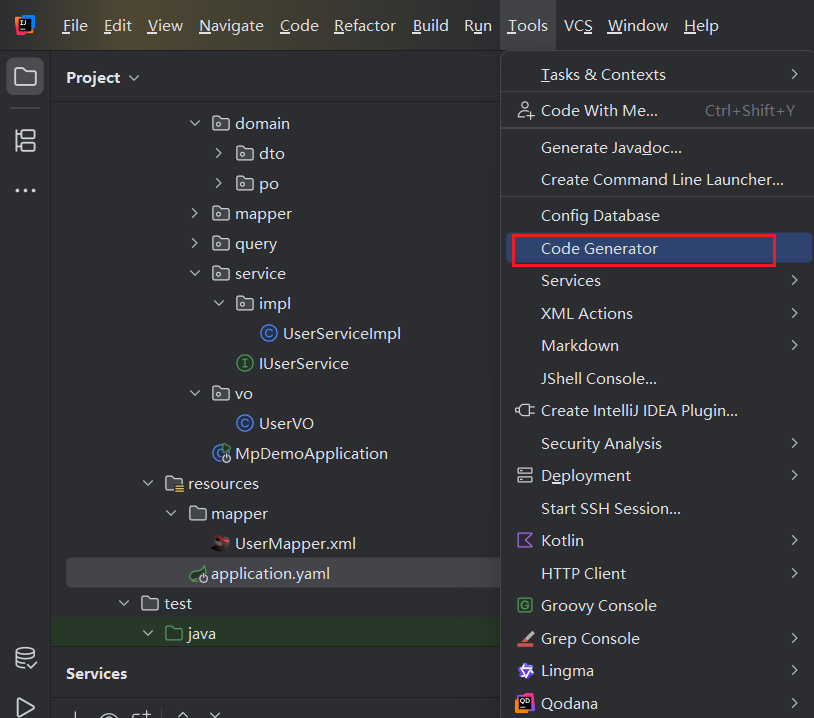 File Edit View Navigate Code Refactor Build Run Tools VCS Window Help
Project
domain
dto
po
mapper
query
service
impl
UserServiceImpl
IUserService
vo
UserVO
MpDemoApplication
resources
mapper
UserMapper.xml
application.yaml
test
java
Services
Tasks & Contexts
Code With Me... Ctrl+Shift+Y
Generate Javadoc...
Create Command Line Launcher...
Config Database
Code Generator
Services
XML Actions
Markdown
JShell Console...
Create IntelliJ IDEA Plugin...
Security Analysis
Deployment
Start SSH Session...
Kotlin
HTTP Client
Groovy Console
Grep Console
Lingma
Qodana